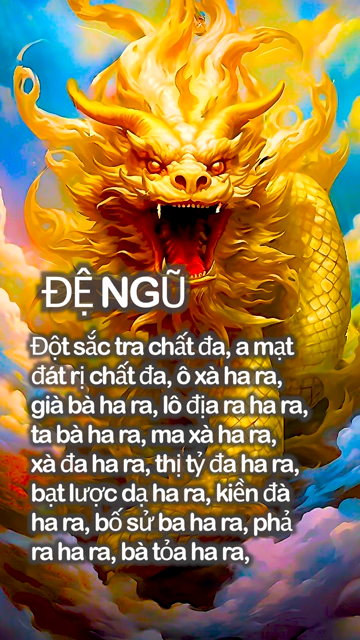 ĐỆ NGŨ
Đột sắc tra chất đa, a mạt
đát rị chất đa, ô xà ha ra,
già bà ha ra, lô địa ra ha ra,
ta bà ha ra, ma xà ha ra,
xà đa ha ra, thị tỷ đa ha ra,
bạt lược dạ ha ra, kiền đà
ha ra, bố sử ba ha ra, phả
ra ha ra, bà tỏa ha ra,